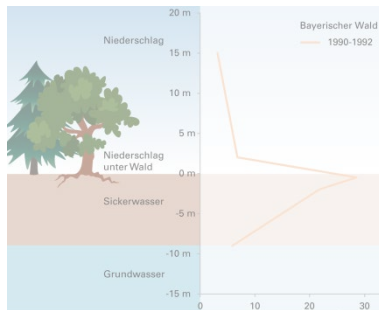 20 m
Niederschlag
15 m
10 m
5 m
Niederschlag
unter Wald
0 m
Sickerwasser
-5 m
-10 m
Grundwasser
-15 m
0
10
20
30
Bayerischer Wald
1990-1992